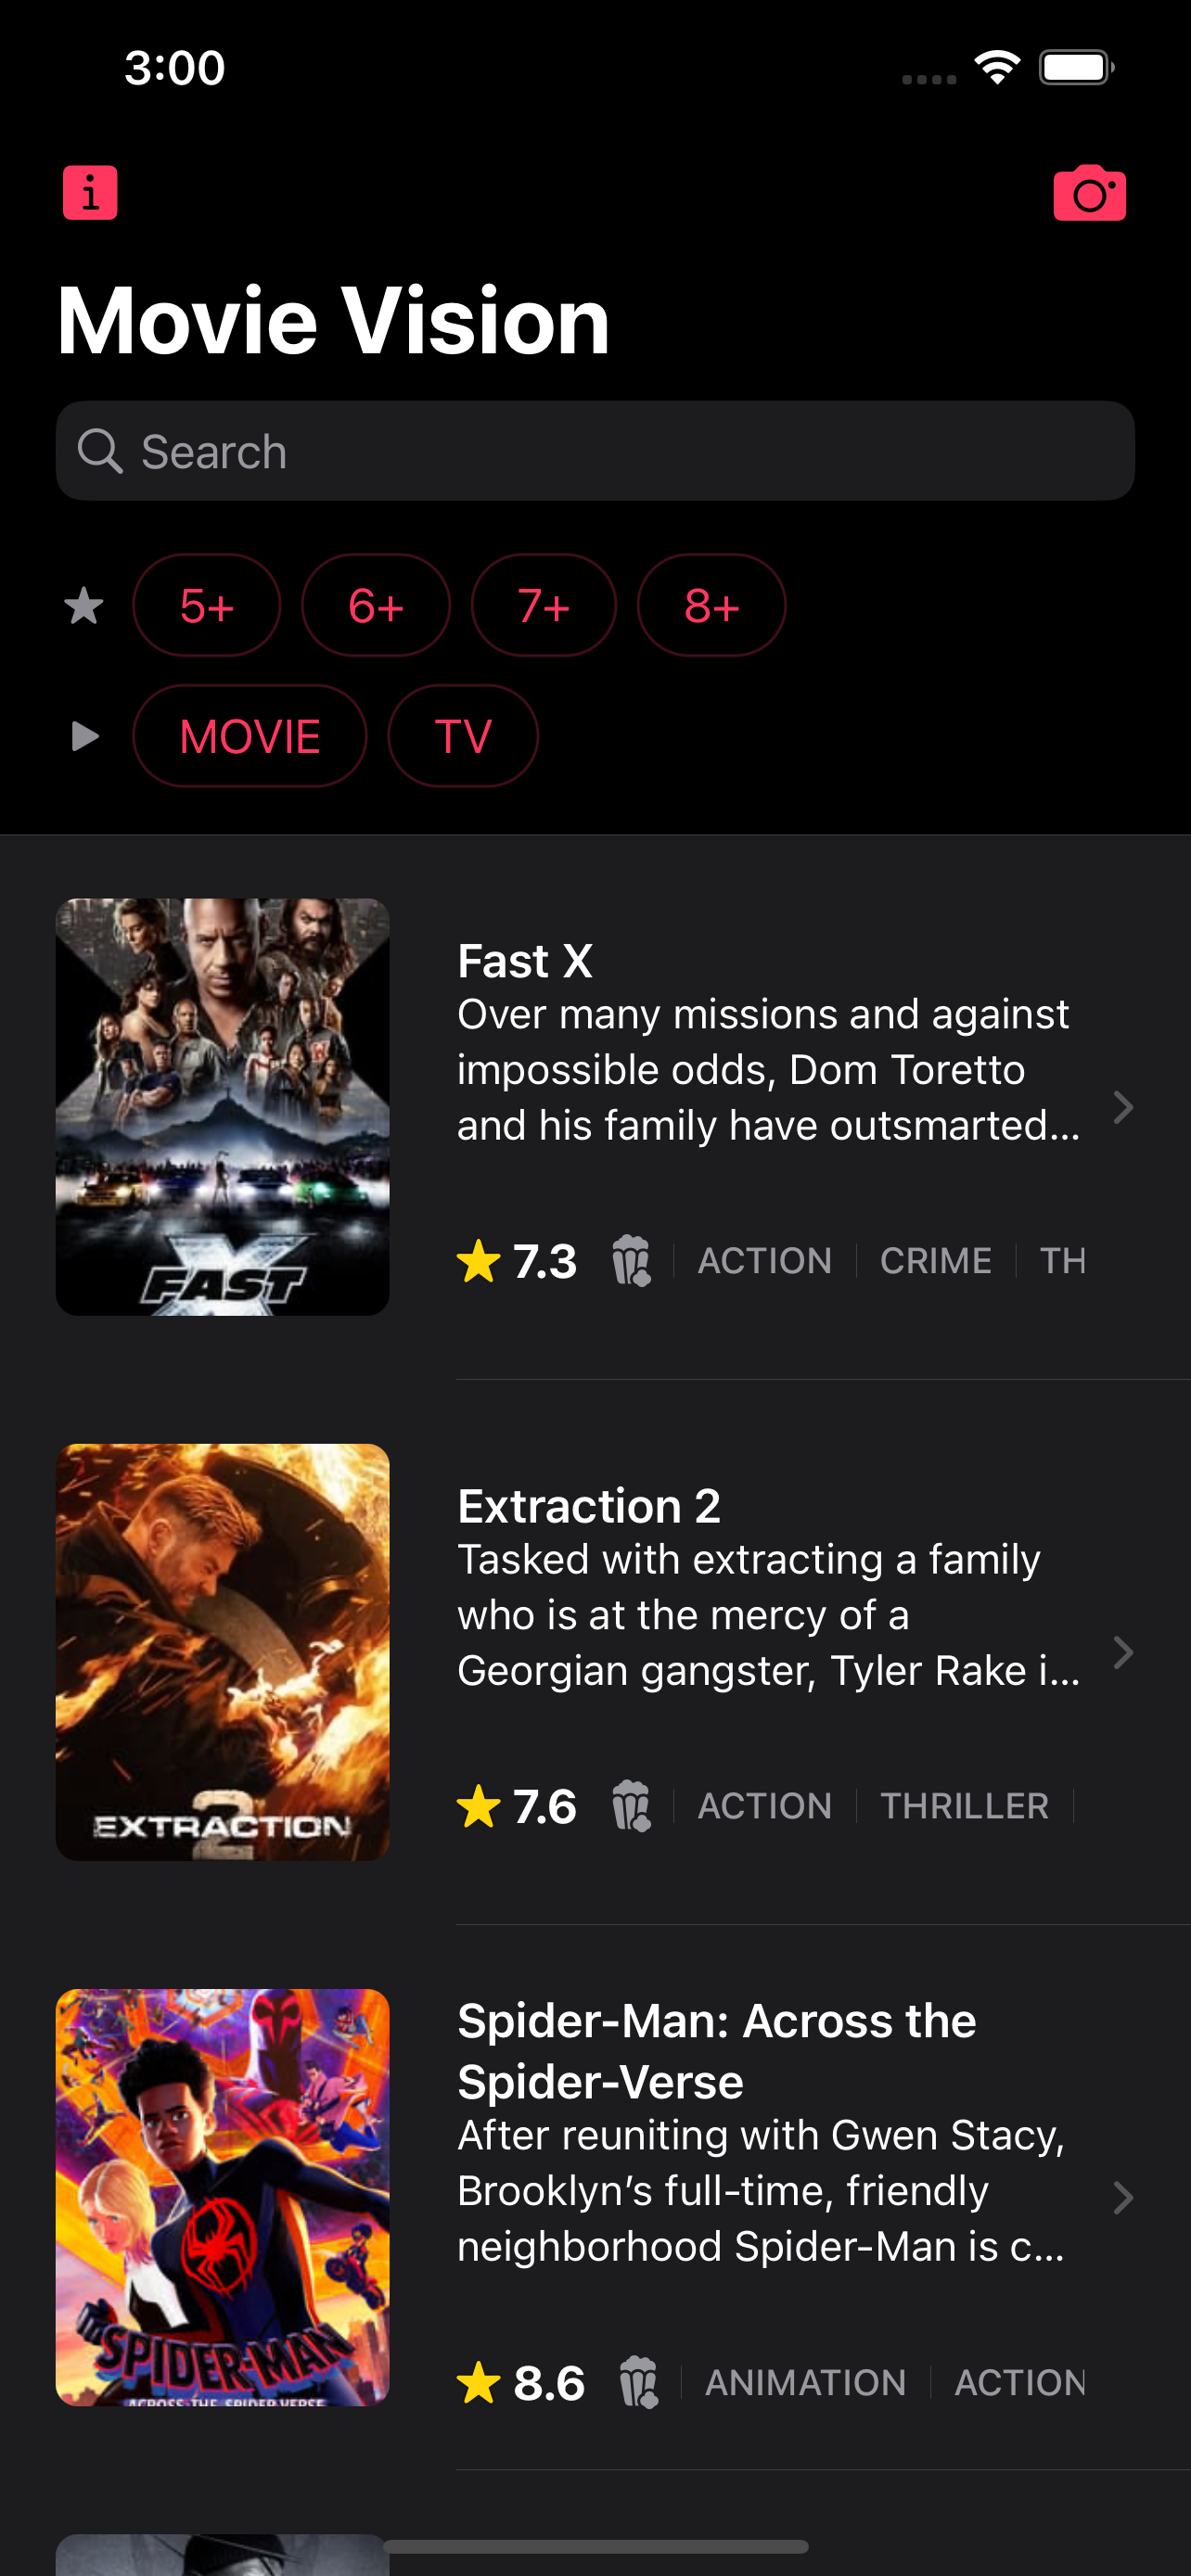 3:00
Movie Vision
Search
5+ 6+ 7+ 8+
MOVIE TV
Fast X
Over many missions and against
impossible odds, Dom Toretto
and his family have outsmarted...
7.3 ACTION CRIME TH
FAST X
Extraction 2
Tasked with extracting a family
who is at the mercy of a
Georgian gangster, Tyler Rake i...
7.6 ACTION THRILLER
EXTRACTION
2
Spider-Man: Across the
Spider-Verse
After reuniting with Gwen Stacy,
Brooklyn’s full-time, friendly
neighborhood Spider-Man is c...
8.6 ANIMATION ACTION
SPIDER-MAN
ACROSS THE SPIDER-VERSE